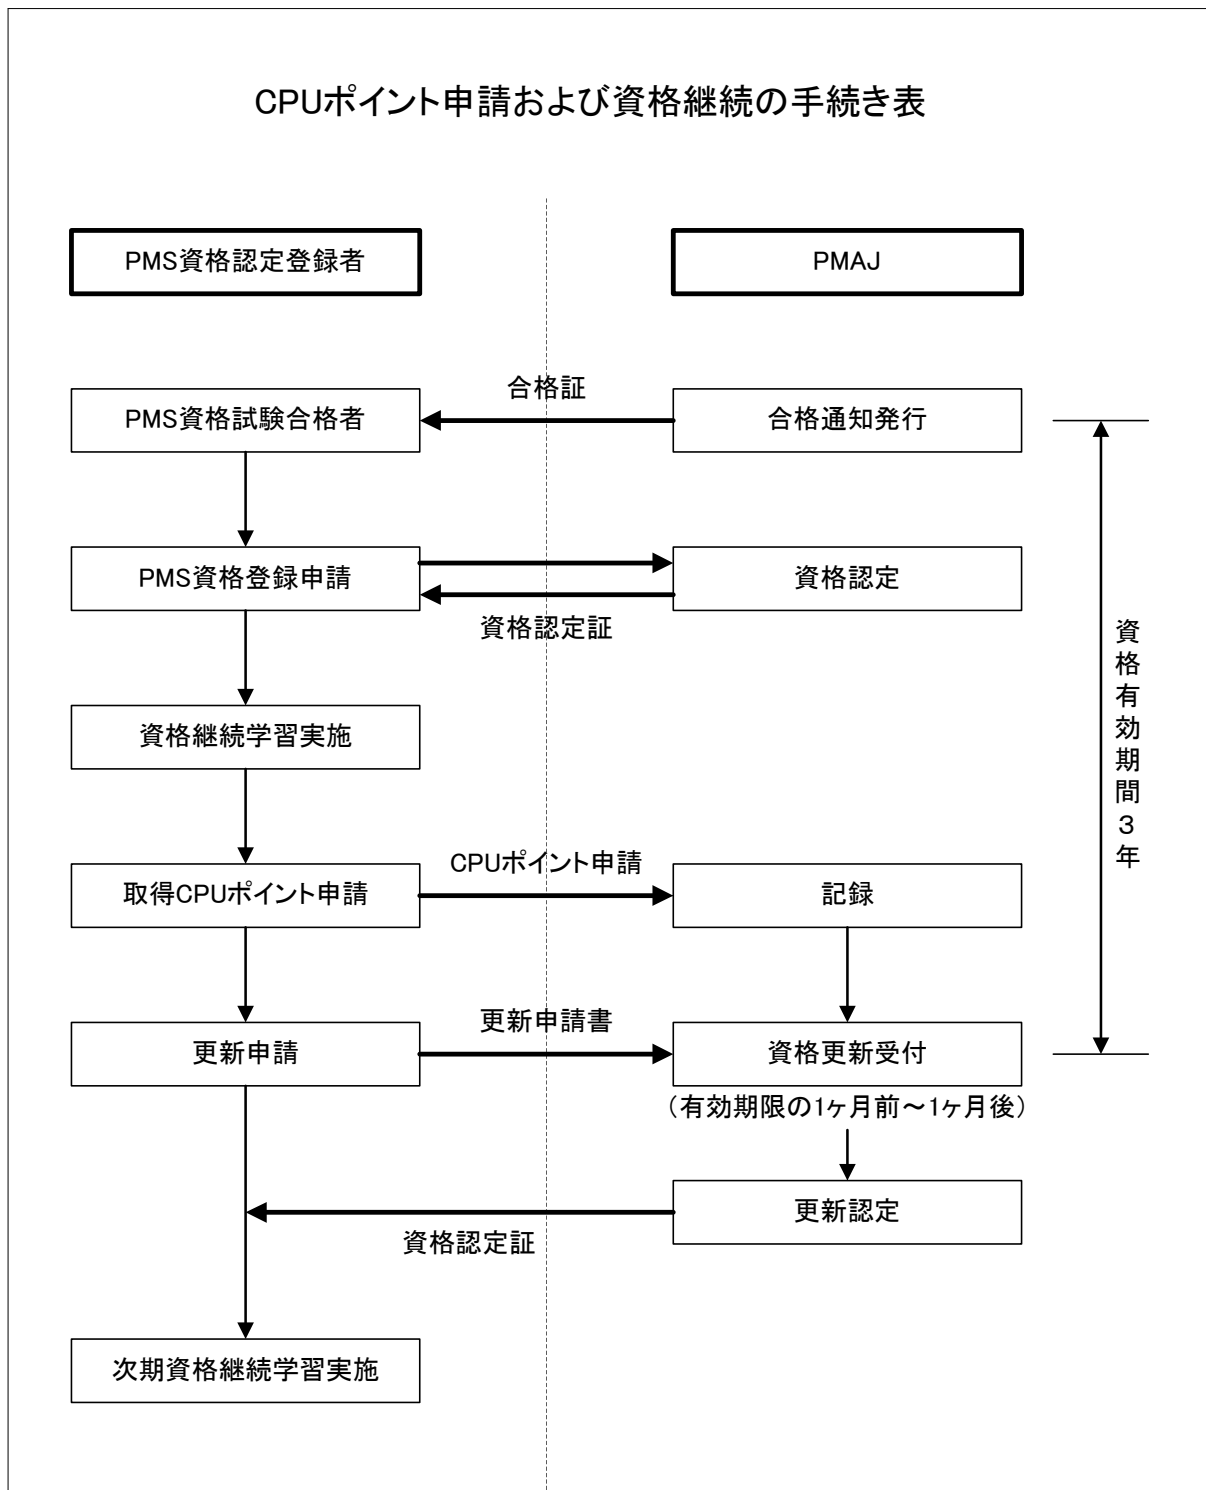 CPUポイント申請および資格継続の手続き表
PMS資格認定登録者
PMAJ
合格証
PMS資格試験合格者
合格通知発行
PMS資格登録申請
資格認定
資格認定証
資格有効期間3年
資格継続学習実施
CPUポイント申請
取得CPUポイント申請
記録
更新申請書
更新申請
資格更新受付
(有効期限の1ヶ月前~1ヶ月後)
更新認定
資格認定証
次期資格継続学習実施